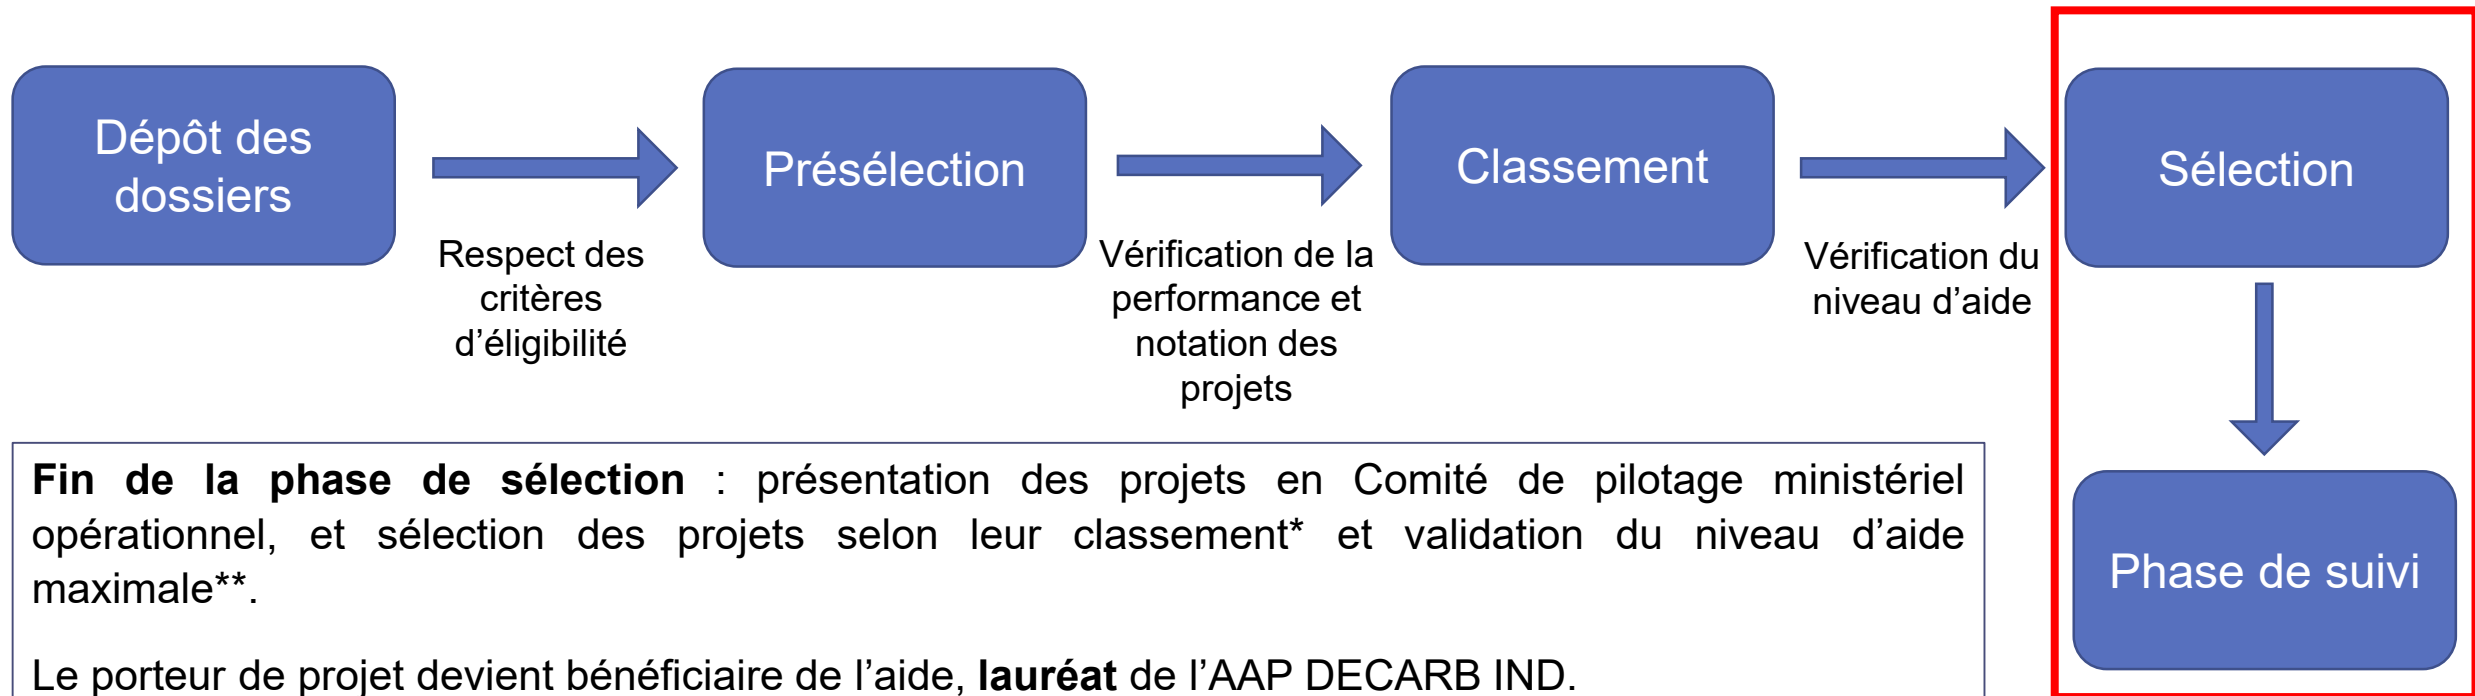 Dépôt des
dossiers
Respect des
critères
d’éligibilité
Présélection
Vérification de la
performance et
notation des
projets
Classement
Vérification du
niveau d’aide
Sélection
Phase de suivi
Fin de la phase de sélection : présentation des projets en Comité de pilotage ministériel
opérationnel, et sélection des projets selon leur classement* et validation du niveau d’aide
maximale**.
Le porteur de projet devient bénéficiaire de l’aide, lauréat de l’AAP DECARB IND.